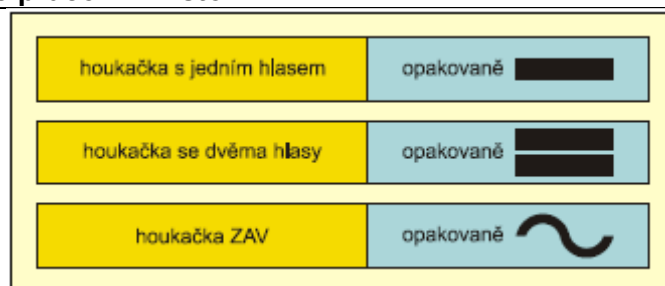 houkačka s jedním hlasem opakovaně
houkačka se dvěma hlasy opakovaně
houkačka ZAV opakovaně